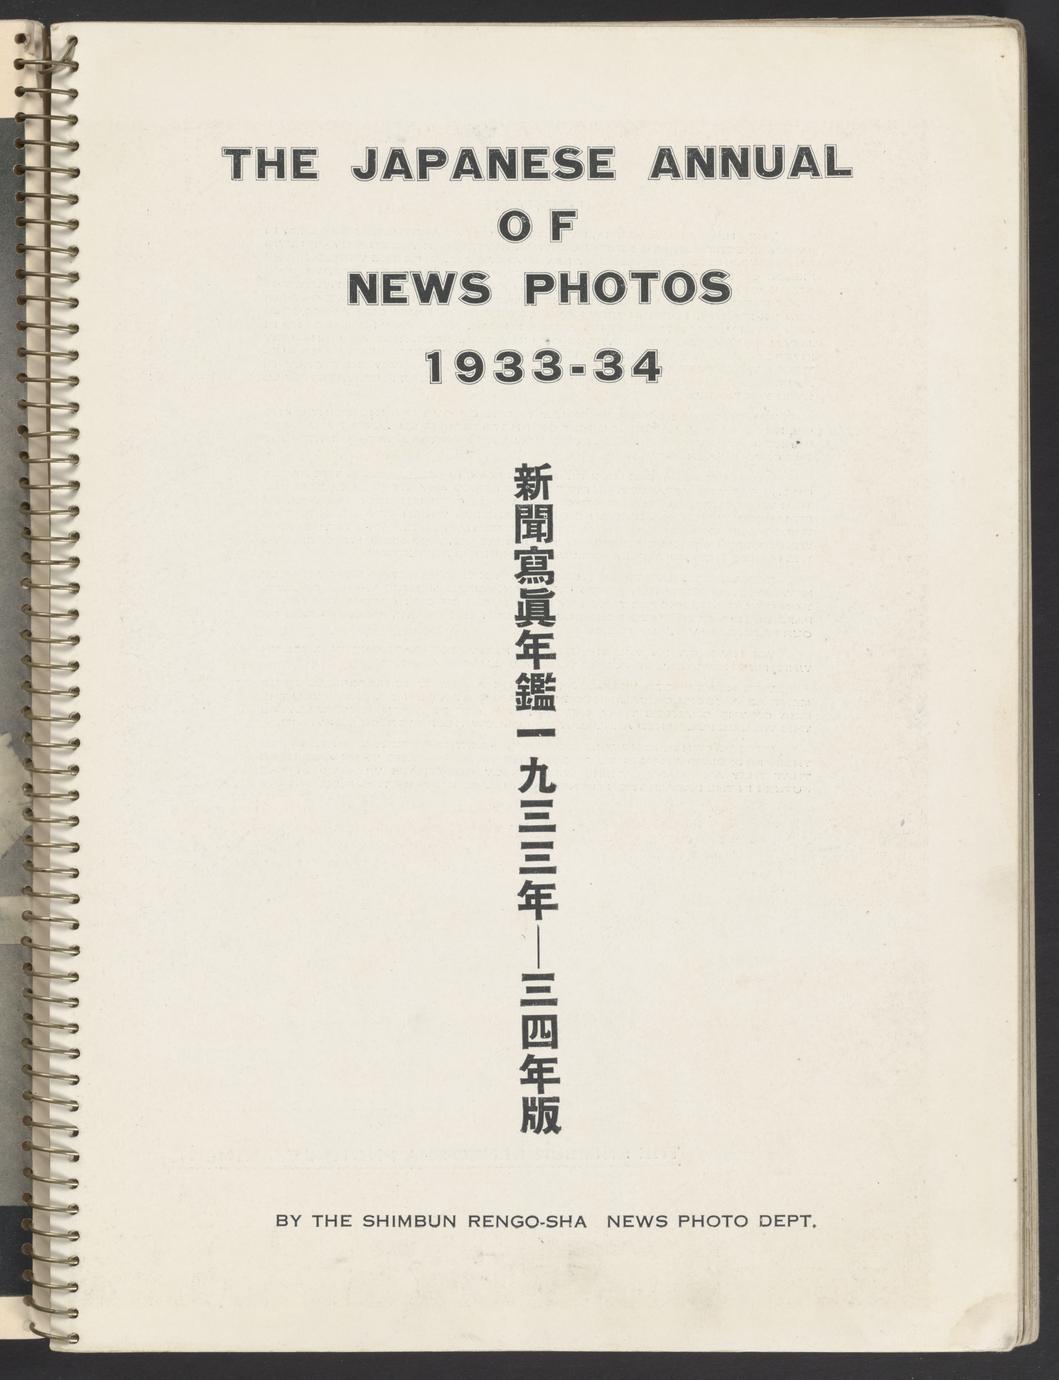 THE JAPANESE ANNUAL
OF
NEWS PHOTOS
1933-34
新聞寫眞年鑑一九三三年—三四年版
BY THE SHIMBUN RENGO-SHA NEWS PHOTO DEPT.